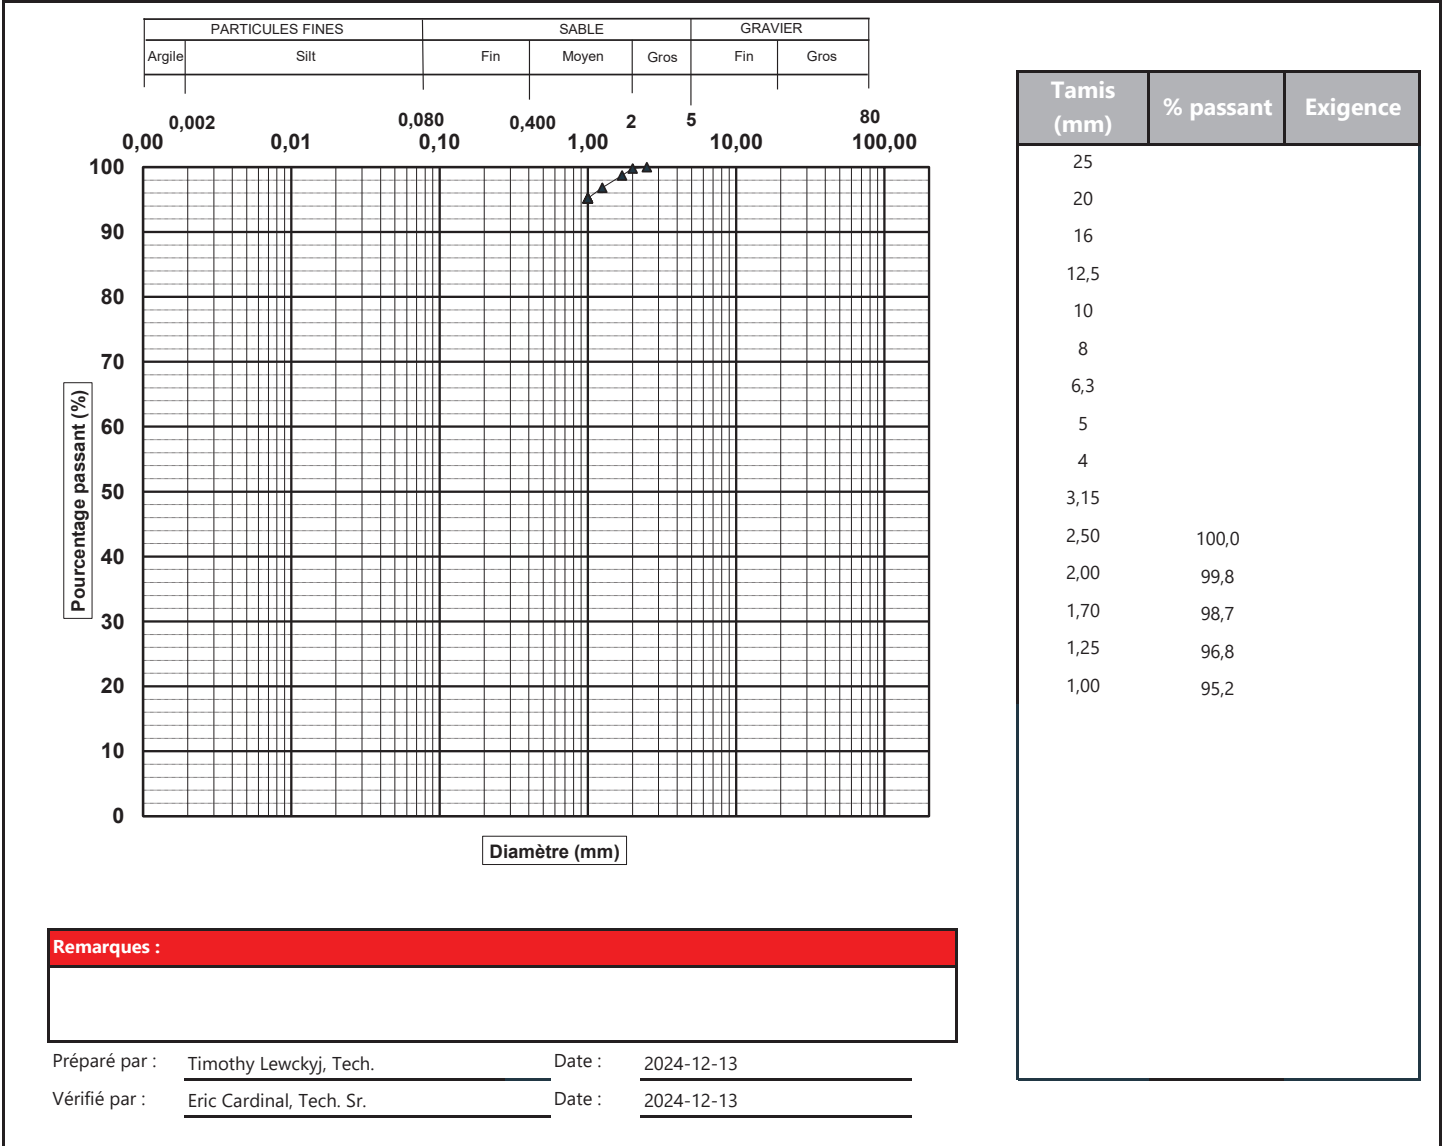 PARTICULES FINES SABLE GRAVIER
Argile Silt Fin Moyen Gros Fin Gros
0,002 0,080 0,400 2 5 80
0,00 0,01 0,10 1,00 10,00 100,00
100
90
80
70
60
50
40
30
20
10
0
Pourcentage passant (%)
Diamètre (mm)
Tamis (mm) % passant Exigence
25
20
16
12,5
10
8
6,3
5
4
3,15
2,50 100,0
2,00 99,8
1,70 98,7
1,25 96,8
1,00 95,2
Remarques :
Préparé par : Timothy Lewckyj, Tech. Date : 2024-12-13
Vérifié par : Eric Cardinal, Tech. Sr. Date : 2024-12-13